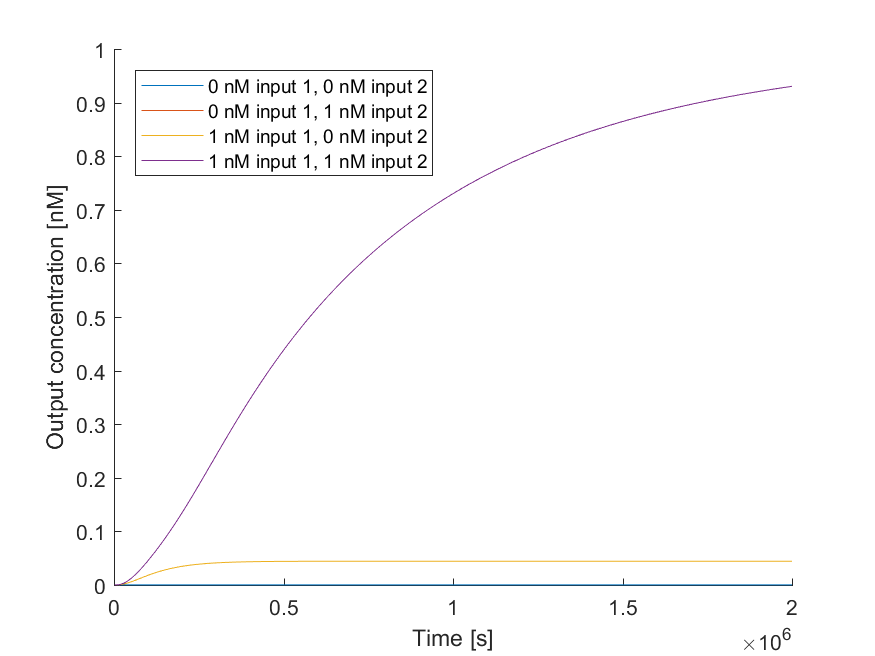 1
0.9
0.8
0.7
0.6
0.5
0.4
0.3
0.2
0.1
0
Output concentration [nM]
0 nM input 1, 0 nM input 2
0 nM input 1, 1 nM input 2
1 nM input 1, 0 nM input 2
1 nM input 1, 1 nM input 2
0 0.5 1 1.5 2
Time [s]
×10⁶